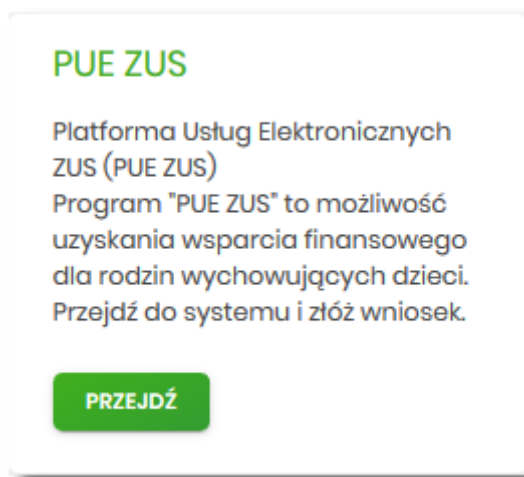 PUE ZUS
Platforma Usług Elektronicznych
ZUS (PUE ZUS)
Program "PUE ZUS" to możliwość
uzyskania wsparcia finansowego
dla rodzin wychowujących dzieci.
Przejdź do systemu i złóż wniosek.
PRZEJDŹ